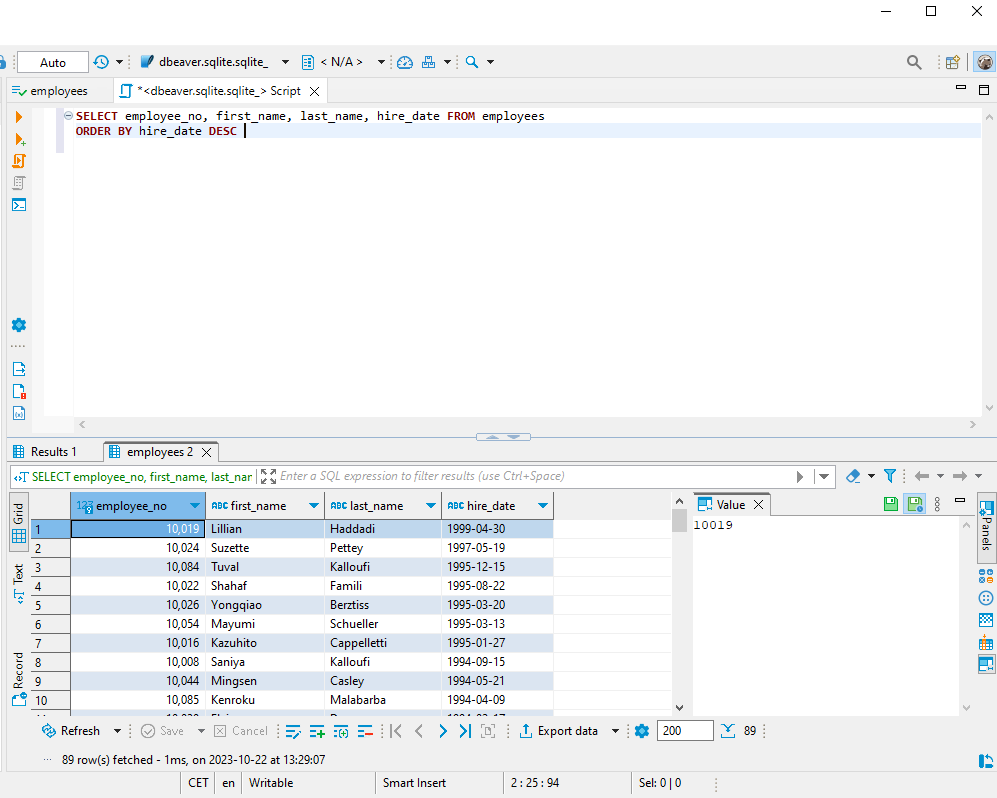 Auto dbeaver.sqlite.sqlite_ < N/A >
employees *<dbeaver.sqlite.sqlite_> Script
SELECT employee_no, first_name, last_name, hire_date FROM employees
ORDER BY hire_date DESC
Results 1 employees 2
SELECT employee_no, first_name, last_nar Enter a SQL expression to filter results (use Ctrl+Space)
Grid
Text
Record
123 employee_no ABC first_name ABC last_name ABC hire_date
1 10,019 Lillian Haddadi 1999-04-30
2 10,024 Suzette Pettey 1997-05-19
3 10,084 Tuval Kalloufi 1995-12-15
4 10,022 Shahaf Famili 1995-08-22
5 10,026 Yongqiao Berztiss 1995-03-20
6 10,054 Mayumi Schueller 1995-03-13
7 10,016 Kazuhito Cappelletti 1995-01-27
8 10,008 Saniya Kalloufi 1994-09-15
9 10,044 Mingsen Casley 1994-05-21
10 10,085 Kenroku Malabarba 1994-04-09
Value
10019
Panels
Refresh Save Cancel Export data 200 89
89 row(s) fetched - 1ms, on 2023-10-22 at 13:29:07
CET en Writable Smart Insert 2 : 25 : 94 Sel: 0 | 0